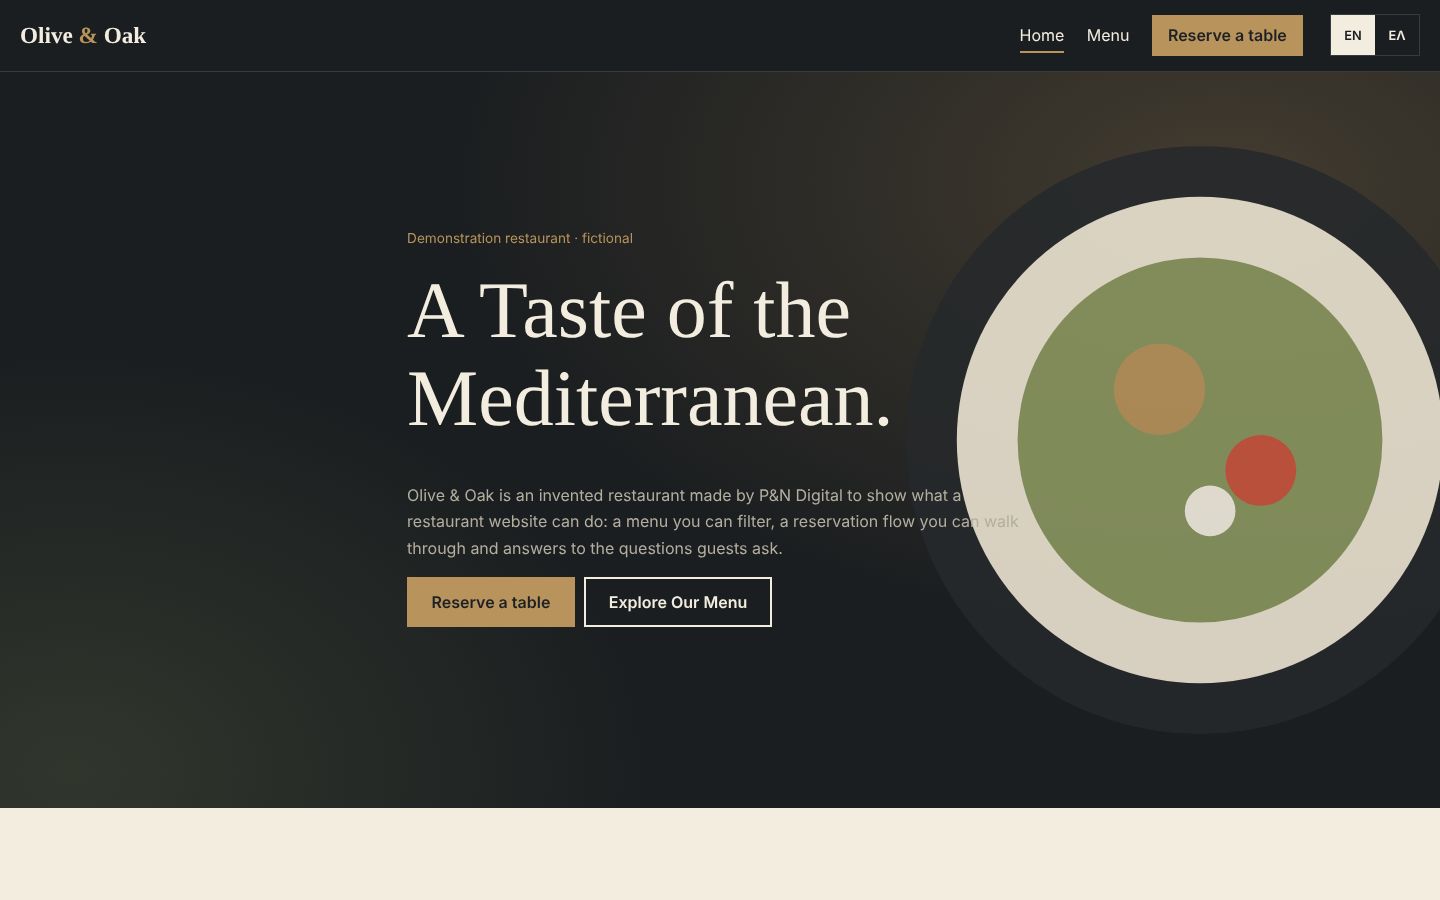 Olive & Oak
Home
Menu
Reserve a table
EN
ΕΛ
Demonstration restaurant · fictional
A Taste of the
Mediterranean.
Olive & Oak is an invented restaurant made by P&N Digital to show what a
restaurant website can do: a menu you can filter, a reservation flow you can walk
through and answers to the questions guests ask.
Reserve a table
Explore Our Menu